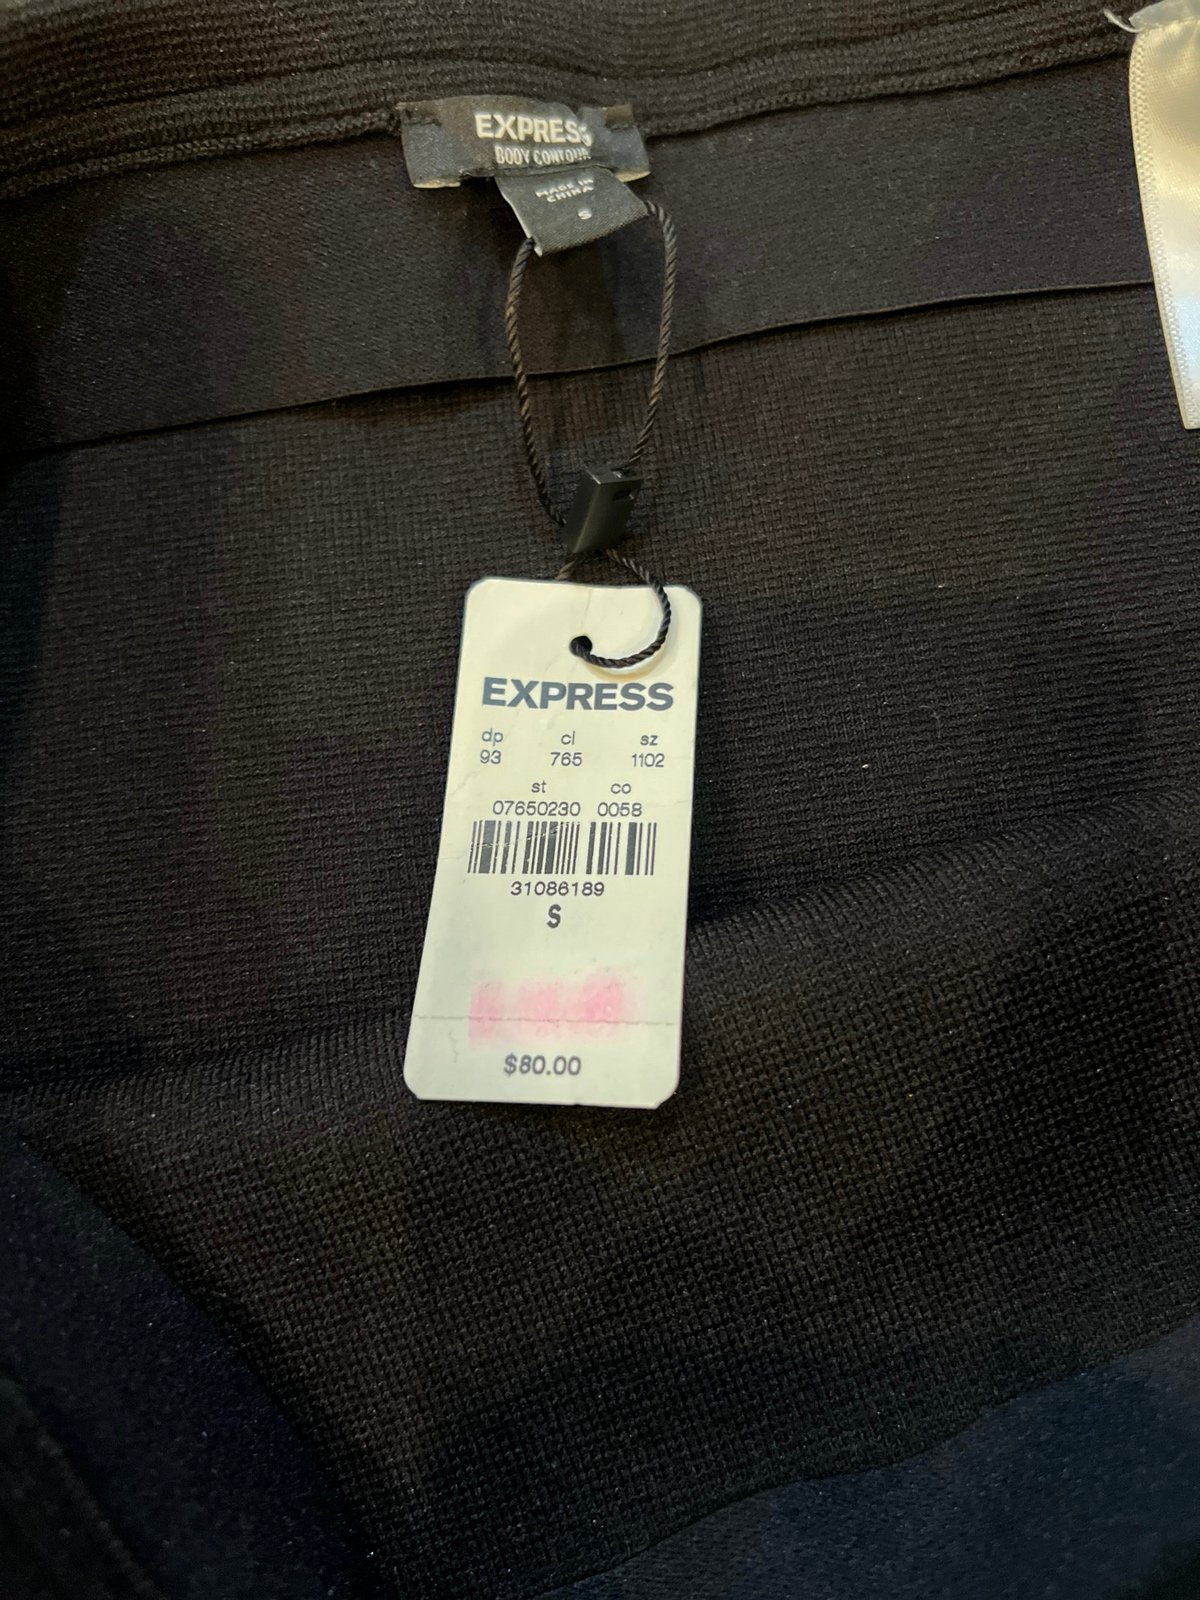 EXPRESS
BODY CONTOUR
MADE IN
CHINA
S
EXPRESS
dp cl sz
93 765 1102
st co
07650230 0058
31086189
S
$80.00